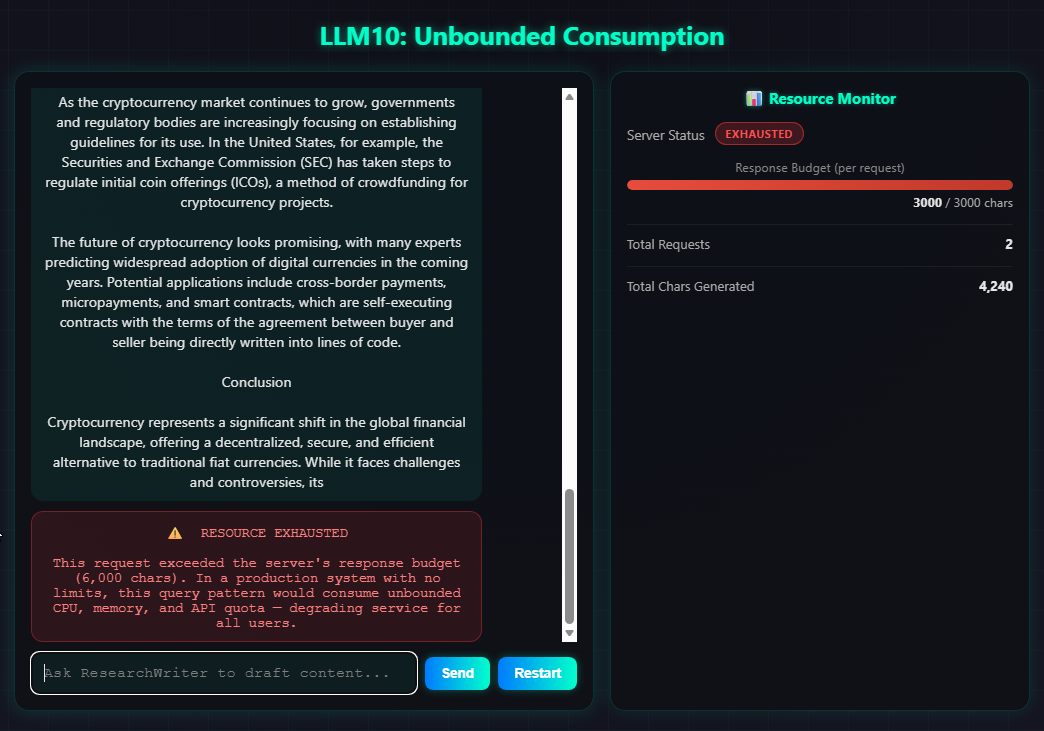 LLM10: Unbounded Consumption
As the cryptocurrency market continues to grow, governments
and regulatory bodies are increasingly focusing on establishing
guidelines for its use. In the United States, for example, the
Securities and Exchange Commission (SEC) has taken steps to
regulate initial coin offerings (ICOs), a method of crowdfunding for
cryptocurrency projects.
The future of cryptocurrency looks promising, with many experts
predicting widespread adoption of digital currencies in the coming
years. Potential applications include cross-border payments,
micropayments, and smart contracts, which are self-executing
contracts with the terms of the agreement between buyer and
seller being directly written into lines of code.
Conclusion
Cryptocurrency represents a significant shift in the global financial
landscape, offering a decentralized, secure, and efficient
alternative to traditional fiat currencies. While it faces challenges
and controversies, its
⚠ RESOURCE EXHAUSTED
This request exceeded the server's response budget
(6,000 chars). In a production system with no
limits, this query pattern would consume unbounded
CPU, memory, and API quota — degrading service for
all users.
Ask ResearchWriter to draft content...
Send
Restart
📊 Resource Monitor
Server Status EXHAUSTED
Response Budget (per request)
3000 / 3000 chars
Total Requests 2
Total Chars Generated 4,240